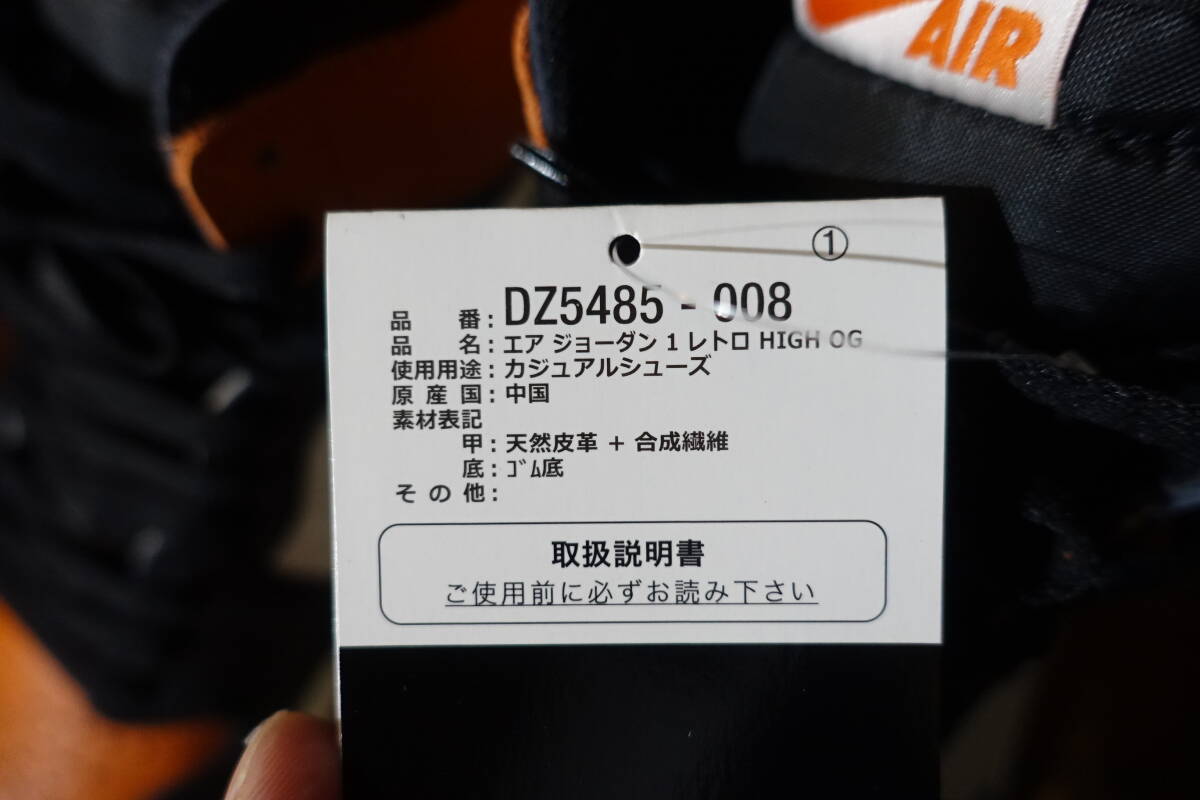 AIR
①
品番: DZ5485 - 008
品名: エア ジョーダン 1 レトロ HIGH OG
使用用途: カジュアルシューズ
原産国: 中国
素材表記
甲: 天然皮革 + 合成繊維
底: ｺﾞﾑ底
その他:
取扱説明書
ご使用前に必ずお読み下さい